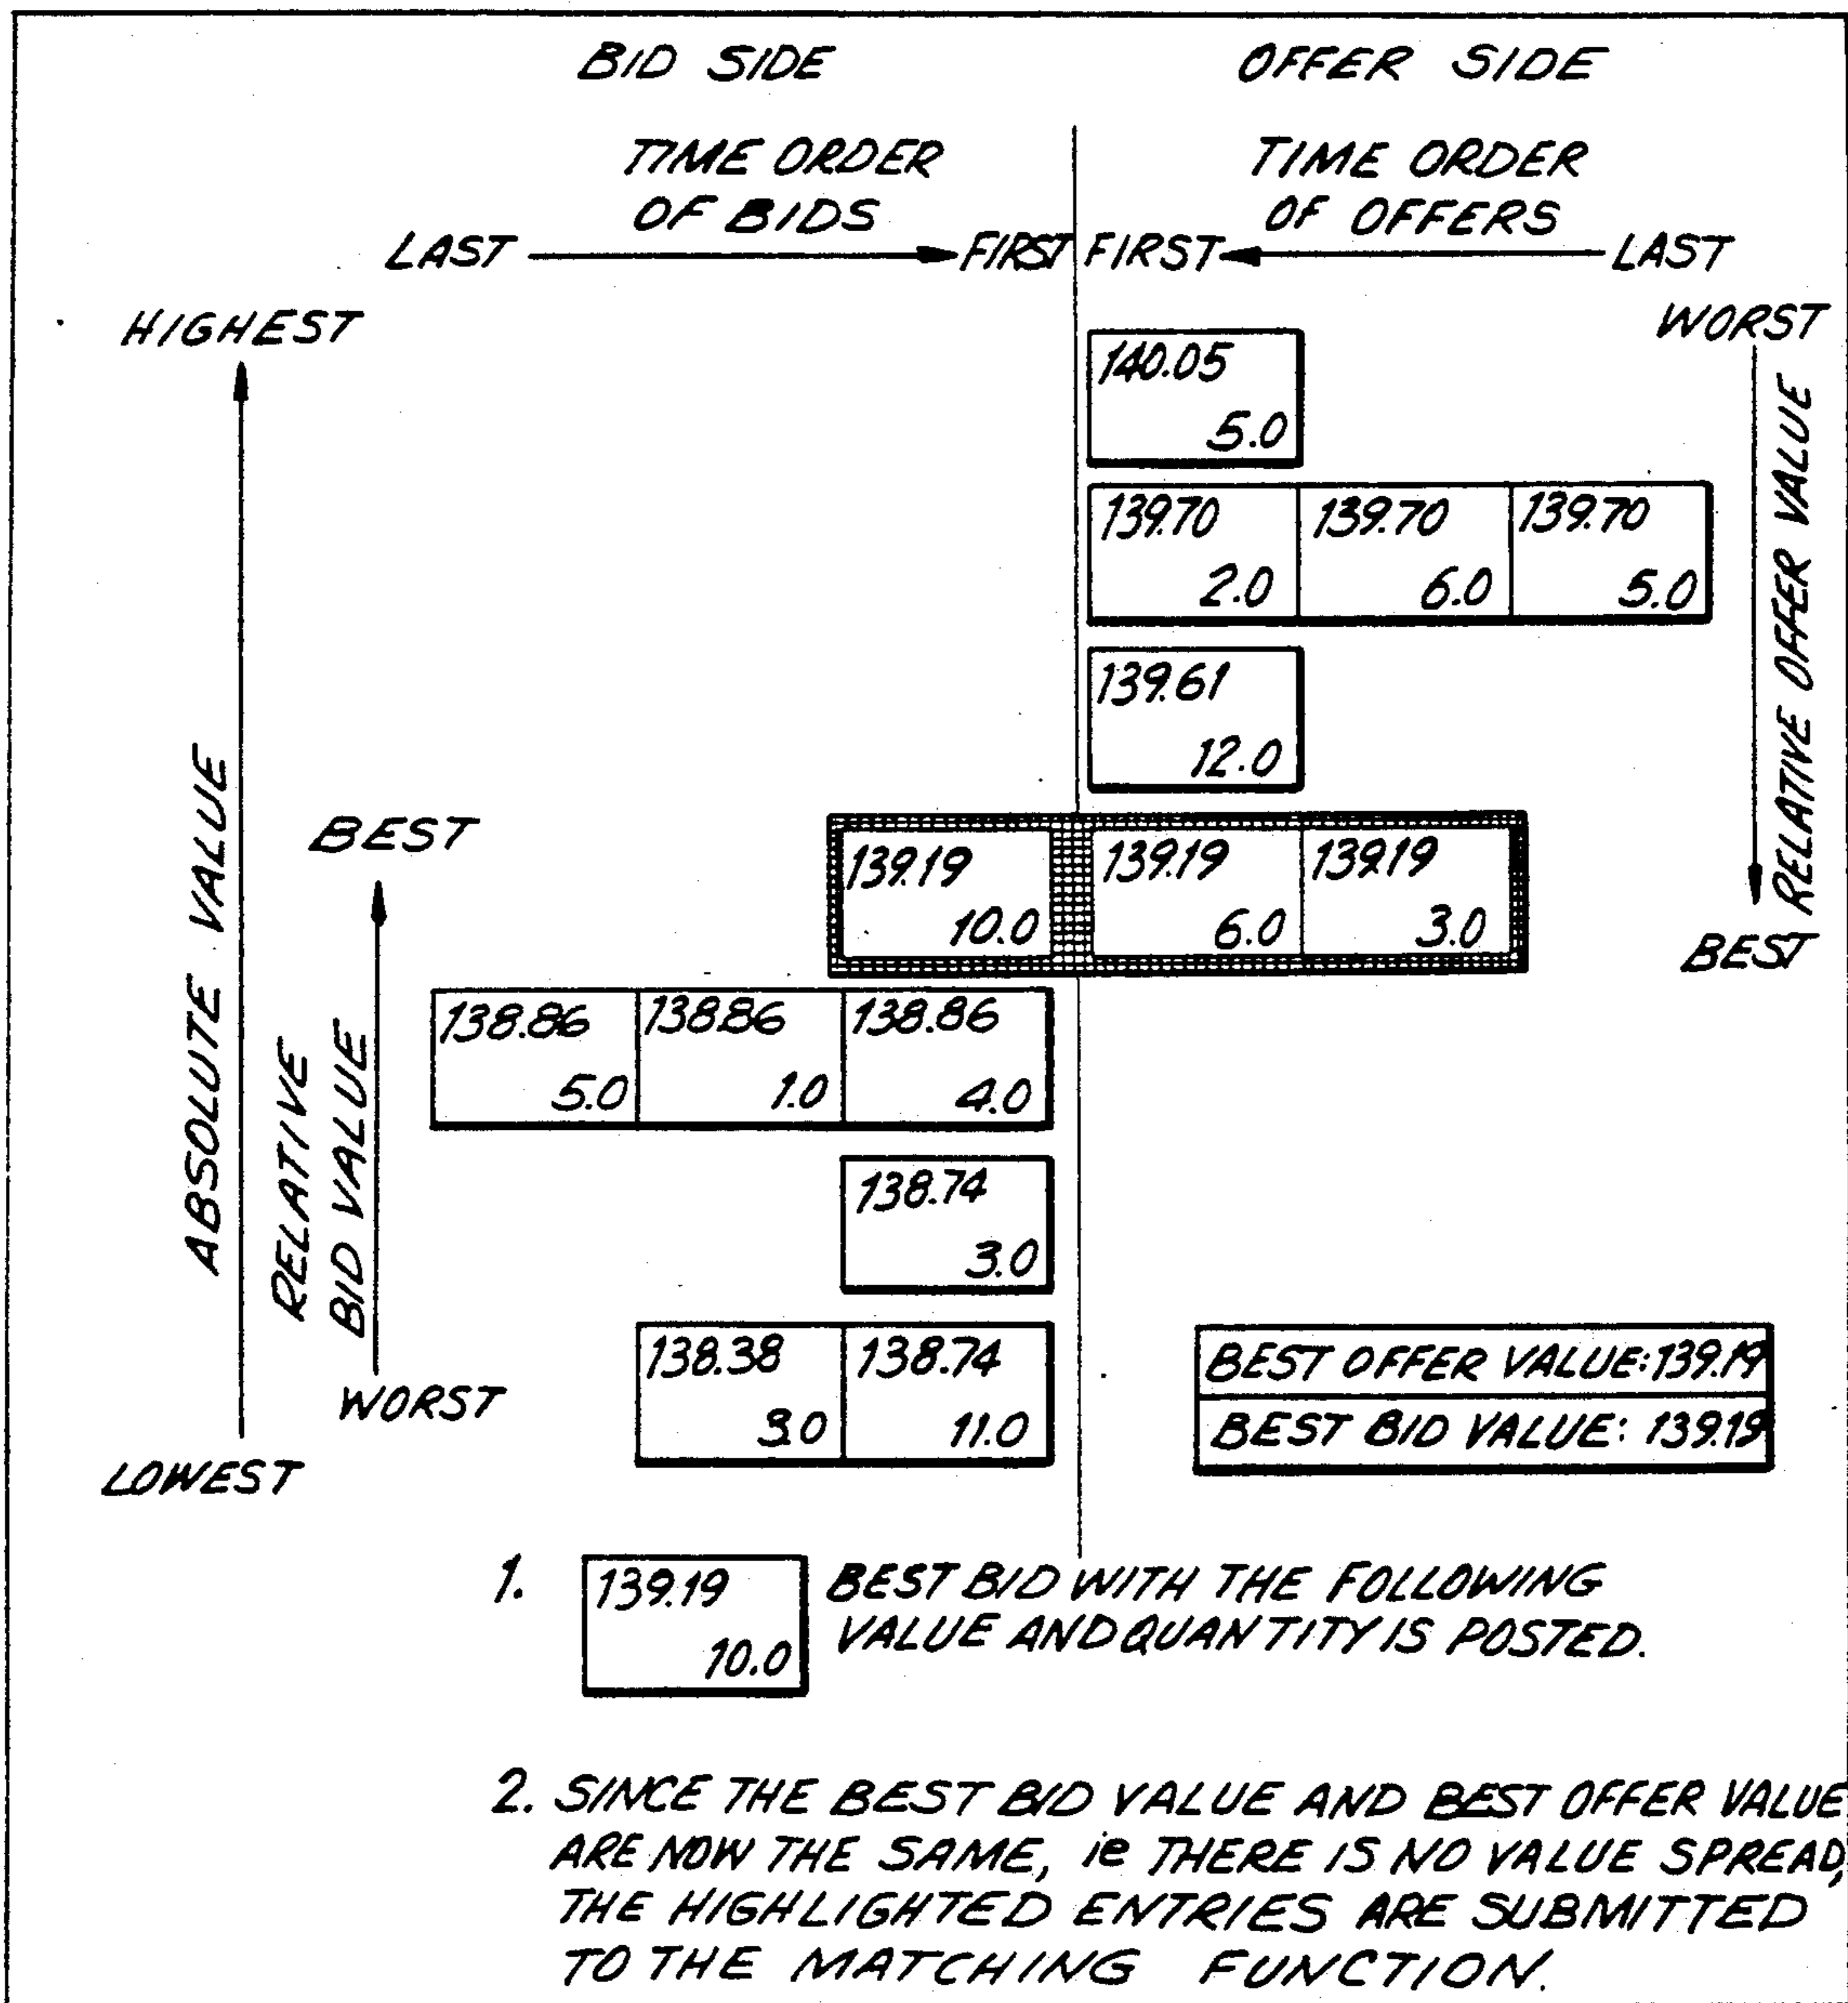 BID SIDE OFFER SIDE
TIME ORDER TIME ORDER
OF BIDS OF OFFERS
LAST FIRST FIRST LAST
HIGHEST WORST
140.05
5.0
139.70 139.70 139.70
2.0 6.0 5.0
139.61
12.0
RELATIVE OFFER VALUE
ABSOLUTE VALUE
BEST
139.19 139.19 139.19
10.0 6.0 3.0
BEST
138.86 13886 138.86
5.0 1.0 4.0
RELATIVE
BID VALUE
138.74
3.0
138.38 138.74
3.0 11.0
WORST
LOWEST
BEST OFFER VALUE: 139.19
BEST BID VALUE: 139.19
1. 139.19 BEST BID WITH THE FOLLOWING
10.0 VALUE AND QUANTITY IS POSTED.
2. SINCE THE BEST BID VALUE AND BEST OFFER VALUE
ARE NOW THE SAME, ie THERE IS NO VALUE SPREAD,
THE HIGHLIGHTED ENTRIES ARE SUBMITTED
TO THE MATCHING FUNCTION.